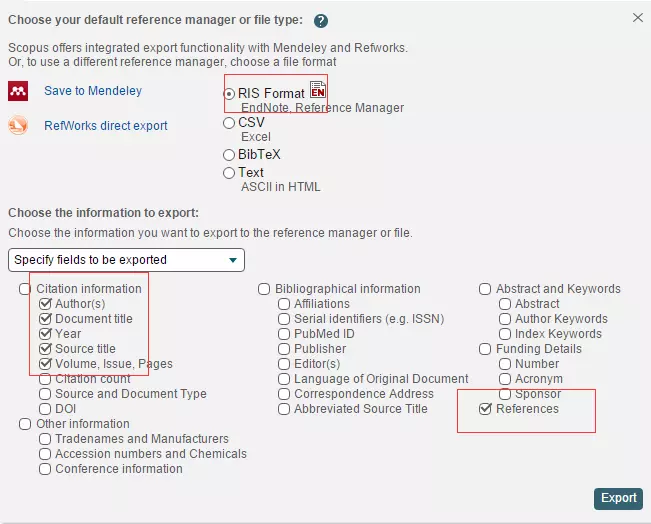 Choose your default reference manager or file type: ?
Scopus offers integrated export functionality with Mendeley and Refworks.
Or, to use a different reference manager, choose a file format
Save to Mendeley
RefWorks direct export
RIS Format EN
EndNote, Reference Manager
CSV
Excel
BibTeX
Text
ASCII in HTML
Choose the information to export:
Choose the information you want to export to the reference manager or file.
Specify fields to be exported
Citation information
Author(s)
Document title
Year
Source title
Volume, Issue, Pages
Citation count
Source and Document Type
DOI
Other information
Tradenames and Manufacturers
Accession numbers and Chemicals
Conference information
Bibliographical information
Affiliations
Serial identifiers (e.g. ISSN)
PubMed ID
Publisher
Editor(s)
Language of Original Document
Correspondence Address
Abbreviated Source Title
Abstract and Keywords
Abstract
Author Keywords
Index Keywords
Funding Details
Number
Acronym
Sponsor
References
Export